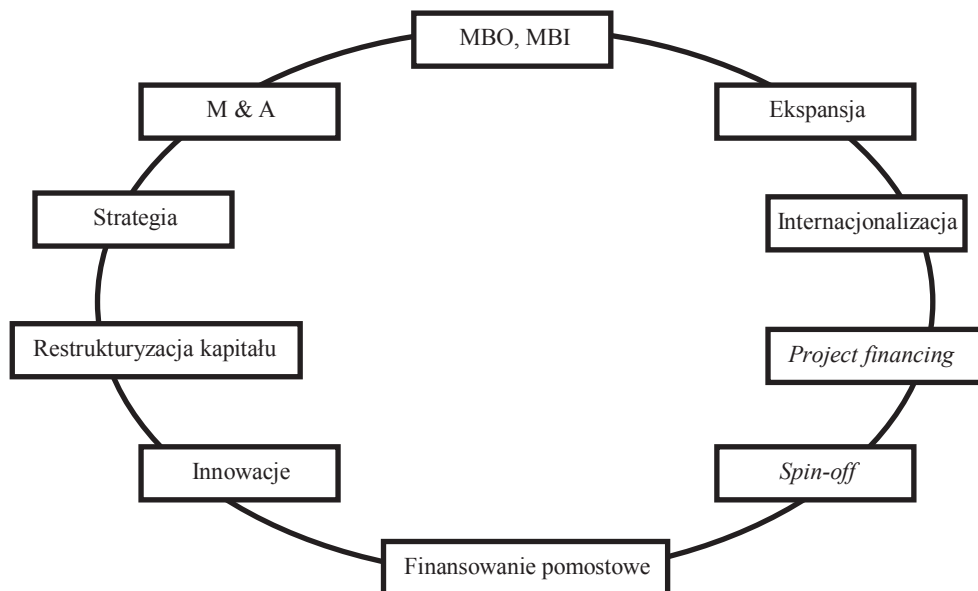 MBO, MBI
M & A
Ekspansja
Strategia
Internacjonalizacja
Restrukturyzacja kapitału
Project financing
Innowacje
Spin-off
Finansowanie pomostowe